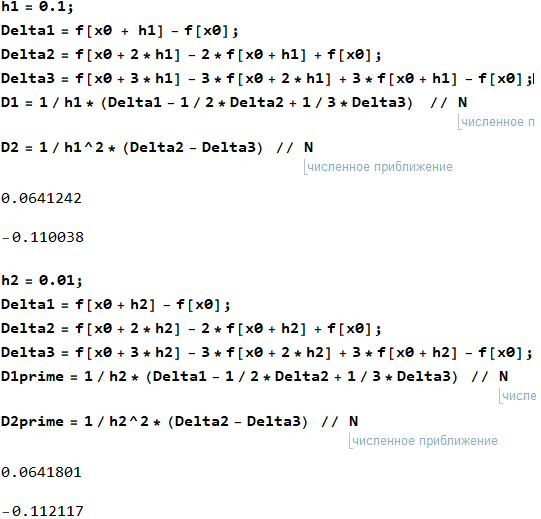 h1 = 0.1;
Delta1 = f[x0 + h1] - f[x0];
Delta2 = f[x0 + 2 * h1] - 2 * f[x0 + h1] + f[x0];
Delta3 = f[x0 + 3 * h1] - 3 * f[x0 + 2 * h1] + 3 * f[x0 + h1] - f[x0];
D1 = 1 / h1 * (Delta1 - 1 / 2 * Delta2 + 1 / 3 * Delta3) // N
численное п
D2 = 1 / h1^2 * (Delta2 - Delta3) // N
численное приближение
0.0641242
-0.110038
h2 = 0.01;
Delta1 = f[x0 + h2] - f[x0];
Delta2 = f[x0 + 2 * h2] - 2 * f[x0 + h2] + f[x0];
Delta3 = f[x0 + 3 * h2] - 3 * f[x0 + 2 * h2] + 3 * f[x0 + h2] - f[x0];
D1prime = 1 / h2 * (Delta1 - 1 / 2 * Delta2 + 1 / 3 * Delta3) // N
числе
D2prime = 1 / h2^2 * (Delta2 - Delta3) // N
численное приближение
0.0641801
-0.112117